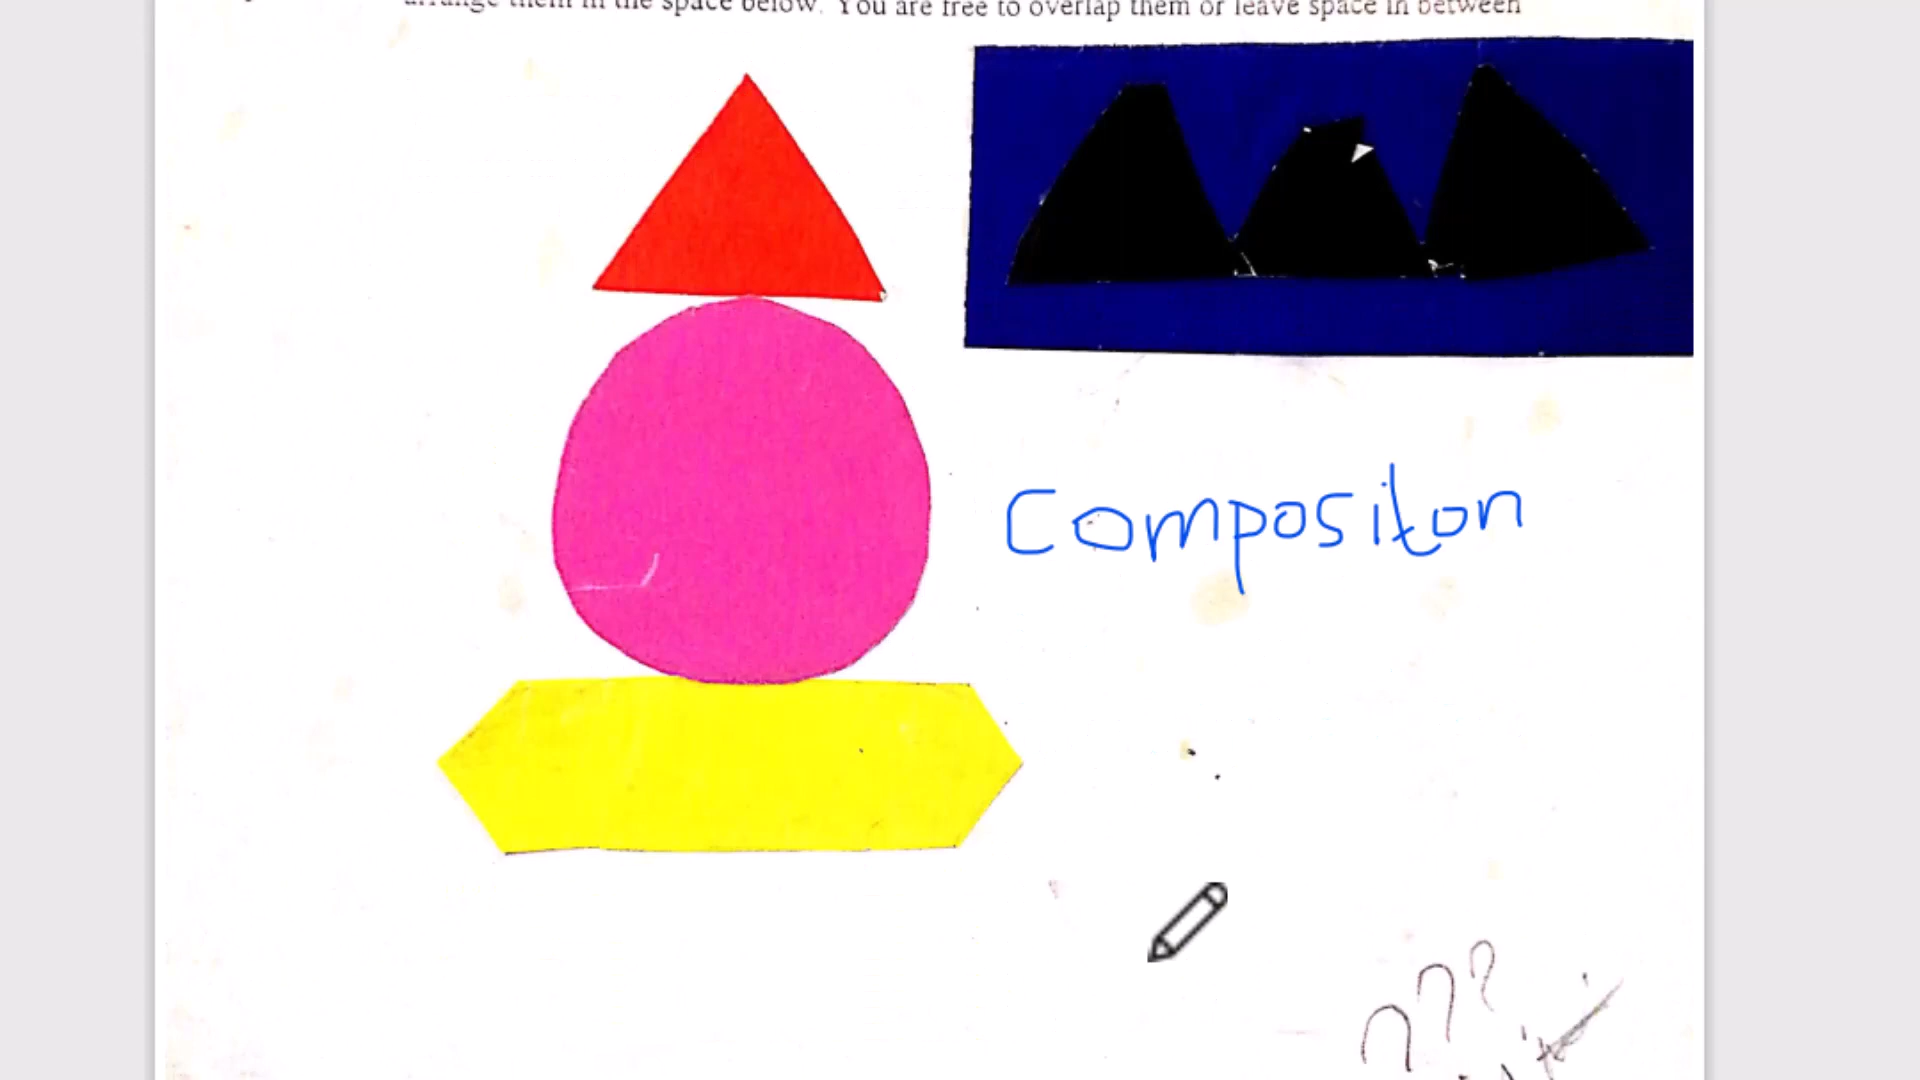 arrange them in the space below. You are free to overlap them or leave space in between
Compositon
???